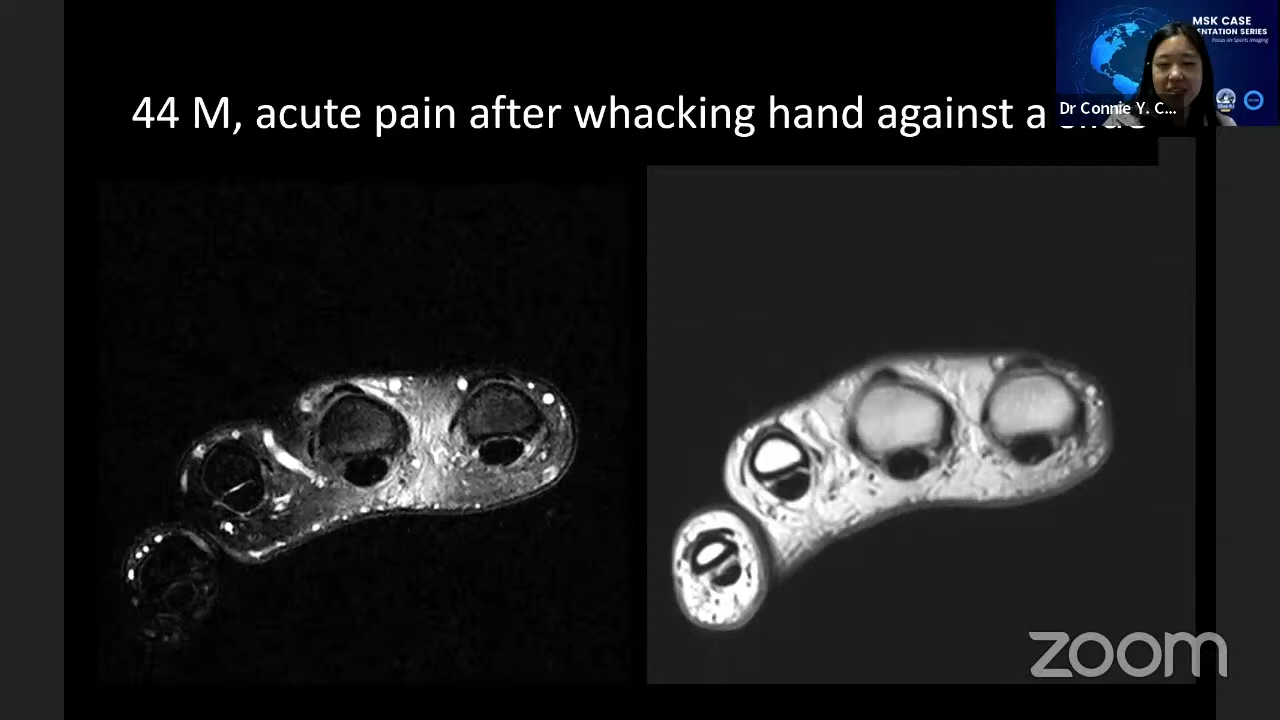 MSK CASE
ENTATION SERIES
Focus on Sports Imaging
Dr Connie Y. C...
44 M, acute pain after whacking hand against a
zoom